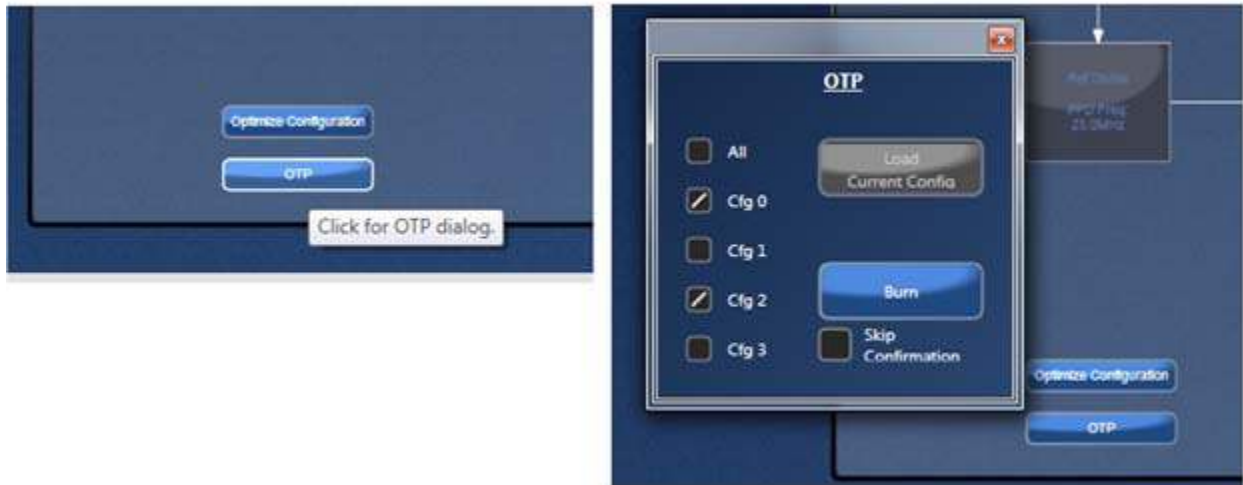 Optimize Configuration
OTP
Click for OTP dialog.
x
OTP
All
Load
Current Config
Cfg 0
Cfg 1
Burn
Cfg 2
Skip
Confirmation
Cfg 3
Optimize Configuration
OTP